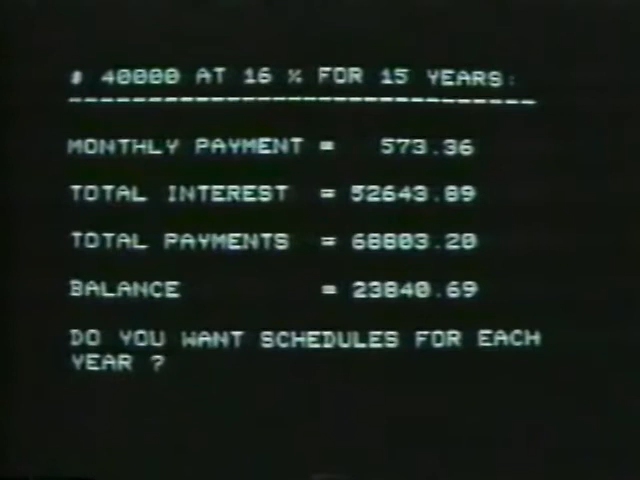 # 40000 AT 16 % FOR 15 YEARS:
---------------------------------
MONTHLY PAYMENT = 573.36
TOTAL INTEREST = 52643.89
TOTAL PAYMENTS = 68803.20
BALANCE = 23840.69
DO YOU WANT SCHEDULES FOR EACH
YEAR ?